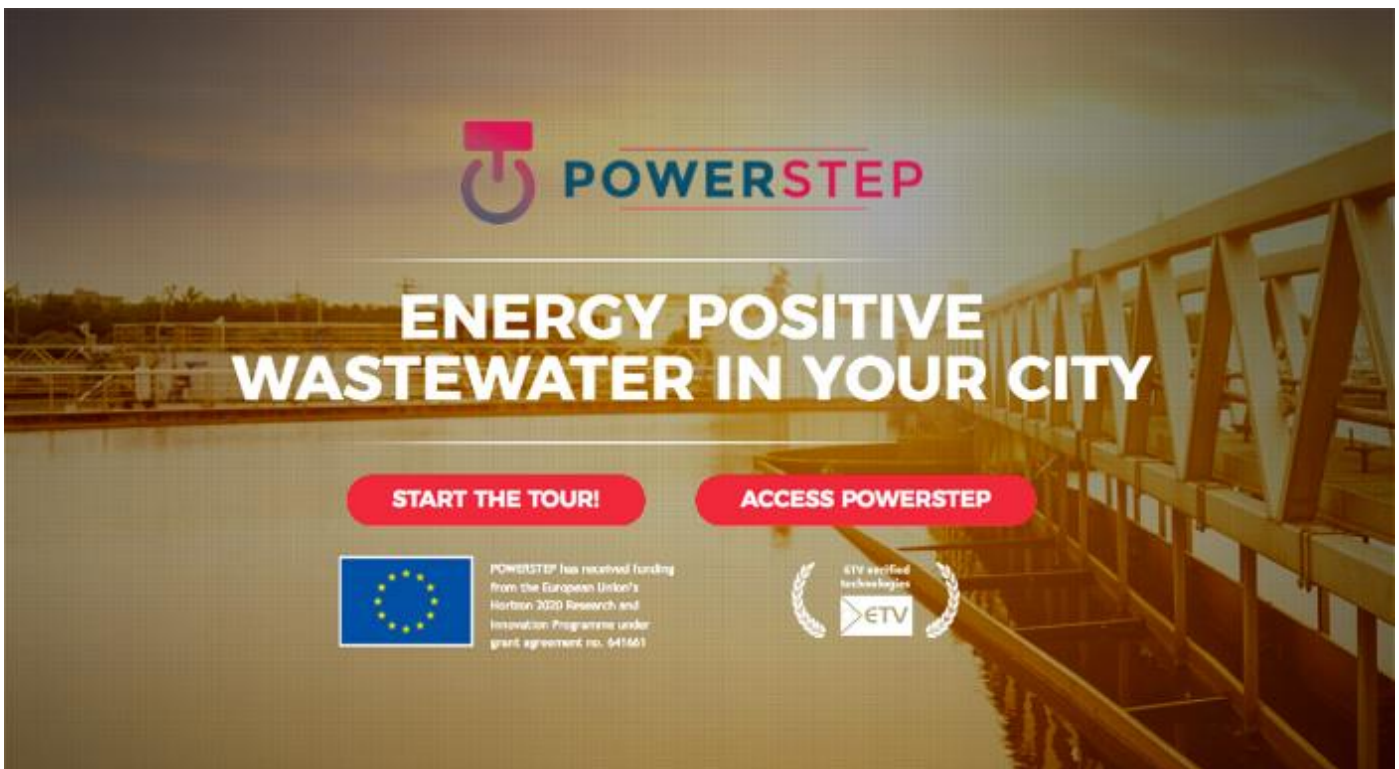 POWERSTEP
ENERGY POSITIVE
WASTEWATER IN YOUR CITY
START THE TOUR!
ACCESS POWERSTEP
POWERSTEP has received funding
from the European Union's
Horizon 2020 Research and
Innovation Programme under
grant agreement no. 641661
ETV verified
technologies
ETV